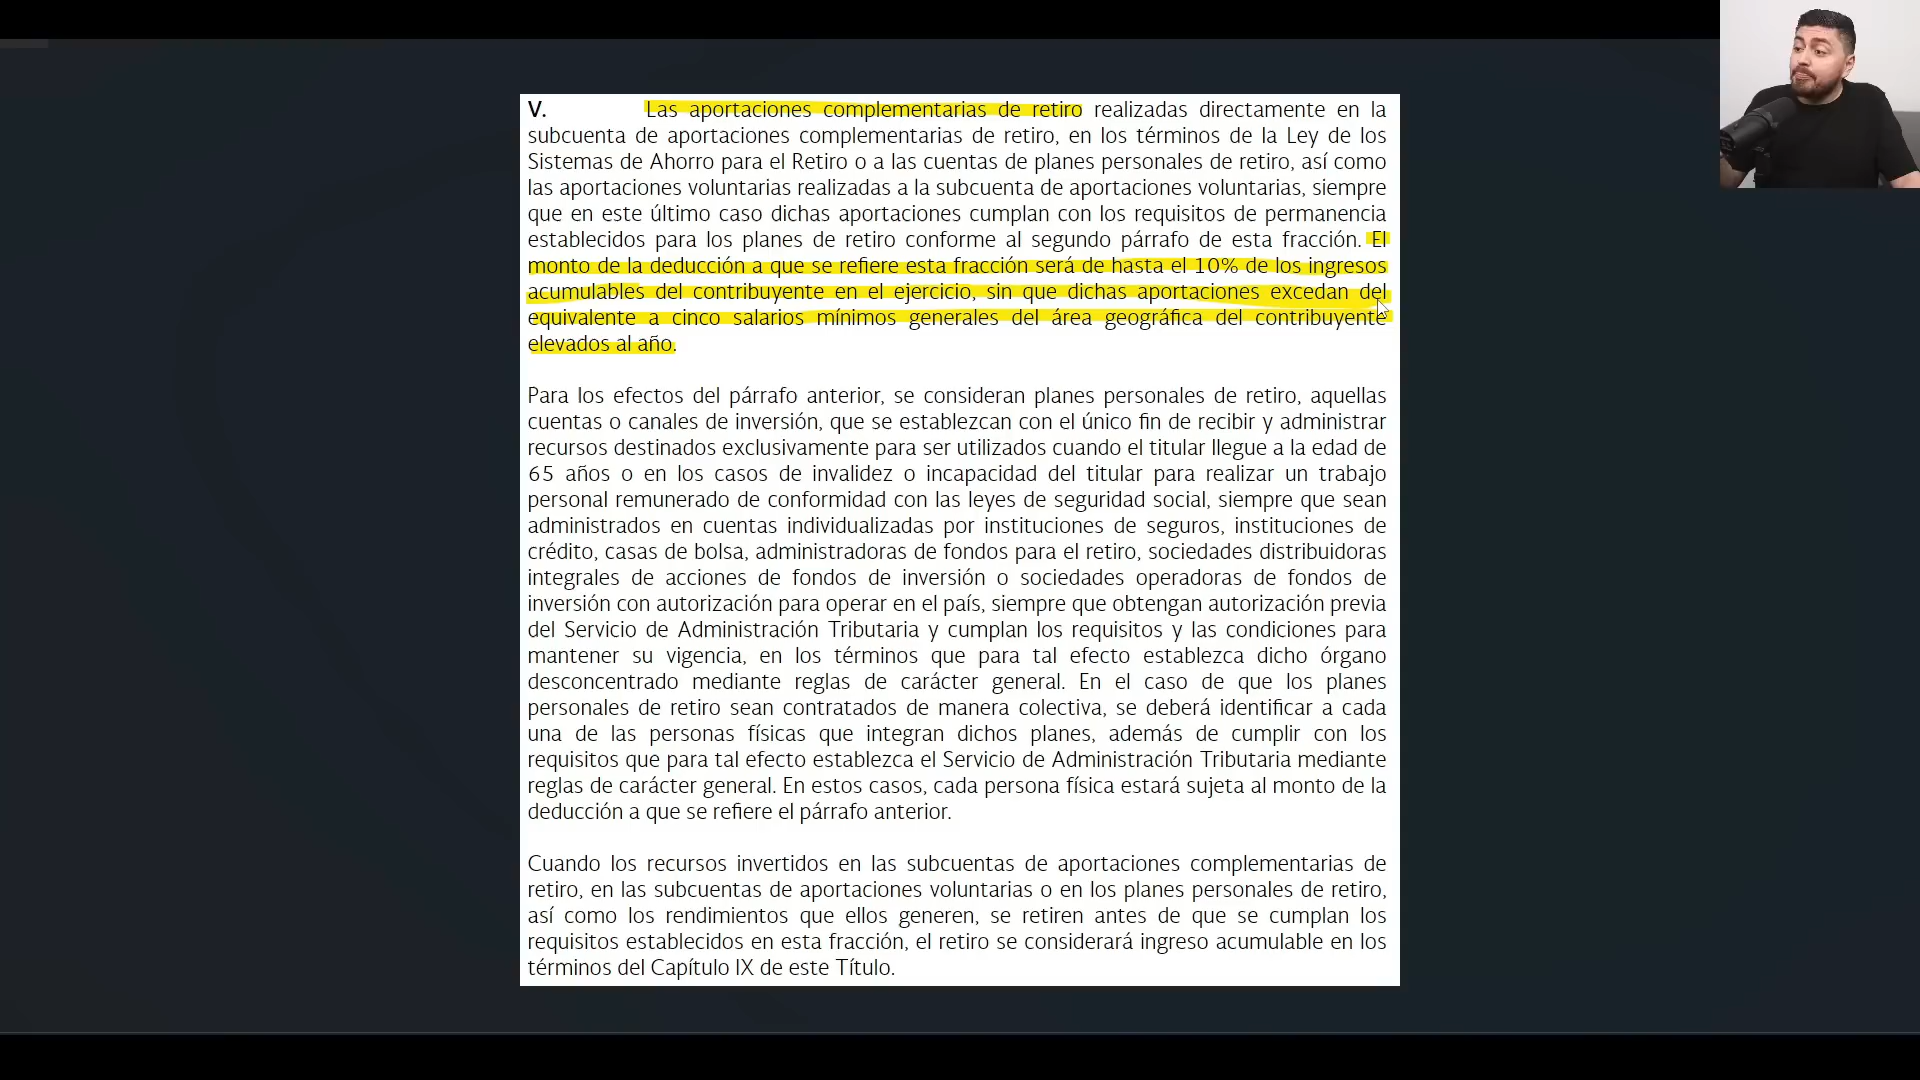 V. Las aportaciones complementarias de retiro realizadas directamente en la
subcuenta de aportaciones complementarias de retiro, en los términos de la Ley de los
Sistemas de Ahorro para el Retiro o a las cuentas de planes personales de retiro, así como
las aportaciones voluntarias realizadas a la subcuenta de aportaciones voluntarias, siempre
que en este último caso dichas aportaciones cumplan con los requisitos de permanencia
establecidos para los planes de retiro conforme al segundo párrafo de esta fracción. El
monto de la deducción a que se refiere esta fracción será de hasta el 10% de los ingresos
acumulables del contribuyente en el ejercicio, sin que dichas aportaciones excedan del
equivalente a cinco salarios mínimos generales del área geográfica del contribuyente
elevados al año.
Para los efectos del párrafo anterior, se consideran planes personales de retiro, aquellas
cuentas o canales de inversión, que se establezcan con el único fin de recibir y administrar
recursos destinados exclusivamente para ser utilizados cuando el titular llegue a la edad de
65 años o en los casos de invalidez o incapacidad del titular para realizar un trabajo
personal remunerado de conformidad con las leyes de seguridad social, siempre que sean
administrados en cuentas individualizadas por instituciones de seguros, instituciones de
crédito, casas de bolsa, administradoras de fondos para el retiro, sociedades distribuidoras
integrales de acciones de fondos de inversión o sociedades operadoras de fondos de
inversión con autorización para operar en el país, siempre que obtengan autorización previa
del Servicio de Administración Tributaria y cumplan los requisitos y las condiciones para
mantener su vigencia, en los términos que para tal efecto establezca dicho órgano
desconcentrado mediante reglas de carácter general. En el caso de que los planes
personales de retiro sean contratados de manera colectiva, se deberá identificar a cada
una de las personas físicas que integran dichos planes, además de cumplir con los
requisitos que para tal efecto establezca el Servicio de Administración Tributaria mediante
reglas de carácter general. En estos casos, cada persona física estará sujeta al monto de la
deducción a que se refiere el párrafo anterior.
Cuando los recursos invertidos en las subcuentas de aportaciones complementarias de
retiro, en las subcuentas de aportaciones voluntarias o en los planes personales de retiro,
así como los rendimientos que ellos generen, se retiren antes de que se cumplan los
requisitos establecidos en esta fracción, el retiro se considerará ingreso acumulable en los
términos del Capítulo IX de este Título.